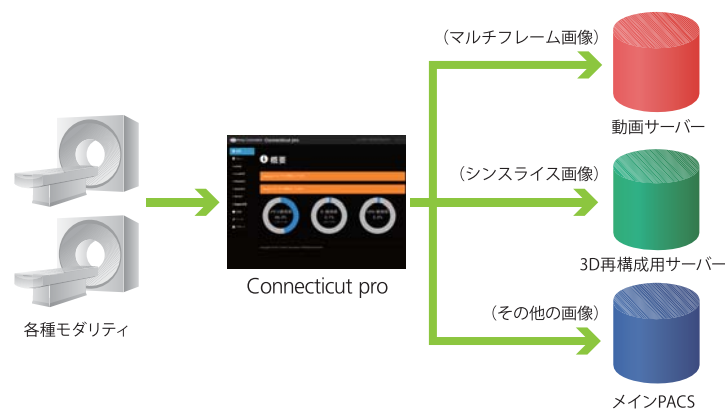 各種モダリティ
Connecticut pro
概要
Connecticut pro
(マルチフレーム画像)
動画サーバー
(シンスライス画像)
3D再構成用サーバー
(その他の画像)
メインPACS